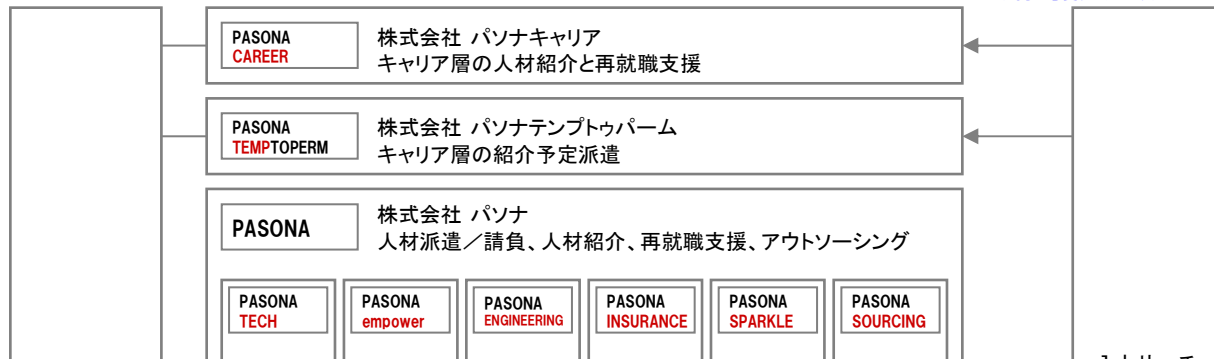 PASONA
CAREER
株式会社 パソナキャリア
キャリア層の人材紹介と再就職支援
PASONA
TEMPTOPERM
株式会社 パソナテンプトゥパーム
キャリア層の紹介予定派遣
PASONA
株式会社 パソナ
人材派遣／請負、人材紹介、再就職支援、アウトソーシング
PASONA
TECH
PASONA
empower
PASONA
ENGINEERING
PASONA
INSURANCE
PASONA
SPARKLE
PASONA
SOURCING